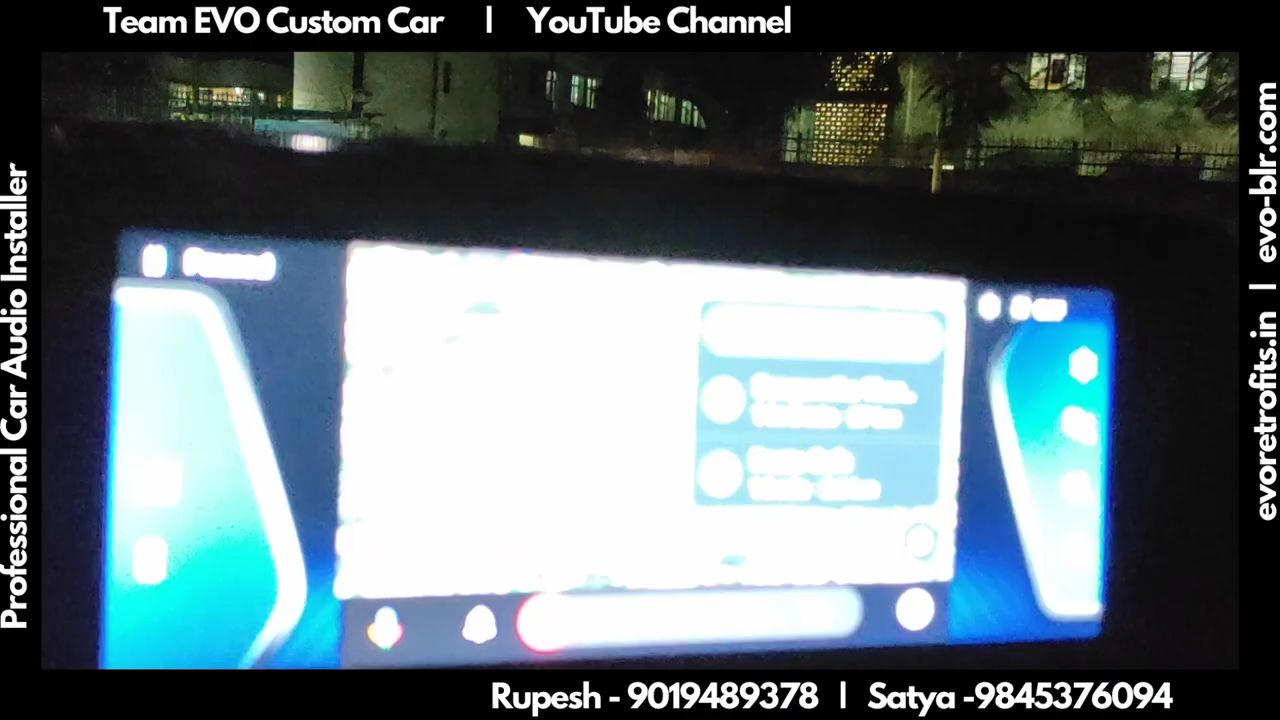 Team EVO Custom Car | YouTube Channel
Professional Car Audio Installer
evoretrofits.in | evo-blr.com
Rupesh - 9019489378 | Satya -9845376094